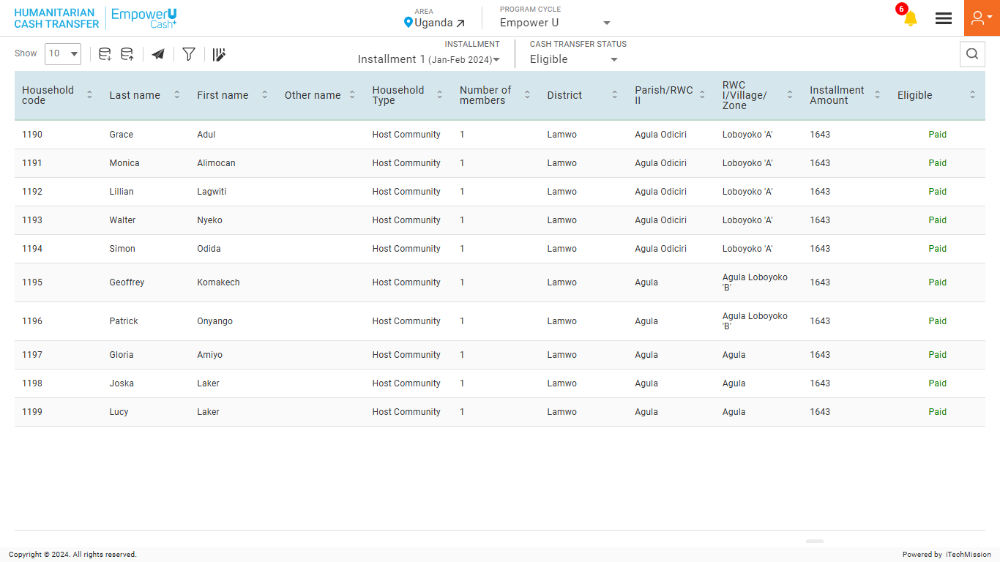 HUMANITARIAN
CASH TRANSFER
EmpowerU
Cash+
AREA
Uganda
PROGRAM CYCLE
Empower U
6
Show
10
INSTALLMENT
Installment 1 (Jan-Feb 2024)
CASH TRANSFER STATUS
Eligible
Household code Last name First name Other name Household Type Number of members District Parish/RWC II RWC I/Village/ Zone Installment Amount Eligible
1190 Grace Adul Host Community 1 Lamwo Agula Odiciri Loboyoko 'A' 1643 Paid
1191 Monica Alimocan Host Community 1 Lamwo Agula Odiciri Loboyoko 'A' 1643 Paid
1192 Lillian Lagwiti Host Community 1 Lamwo Agula Odiciri Loboyoko 'A' 1643 Paid
1193 Walter Nyeko Host Community 1 Lamwo Agula Odiciri Loboyoko 'A' 1643 Paid
1194 Simon Odida Host Community 1 Lamwo Agula Odiciri Loboyoko 'A' 1643 Paid
1195 Geoffrey Komakech Host Community 1 Lamwo Agula Agula Loboyoko 'B' 1643 Paid
1196 Patrick Onyango Host Community 1 Lamwo Agula Agula Loboyoko 'B' 1643 Paid
1197 Gloria Amiyo Host Community 1 Lamwo Agula Agula 1643 Paid
1198 Joska Laker Host Community 1 Lamwo Agula Agula 1643 Paid
1199 Lucy Laker Host Community 1 Lamwo Agula Agula 1643 Paid
Copyright © 2024. All rights reserved.
Powered by iTechMission